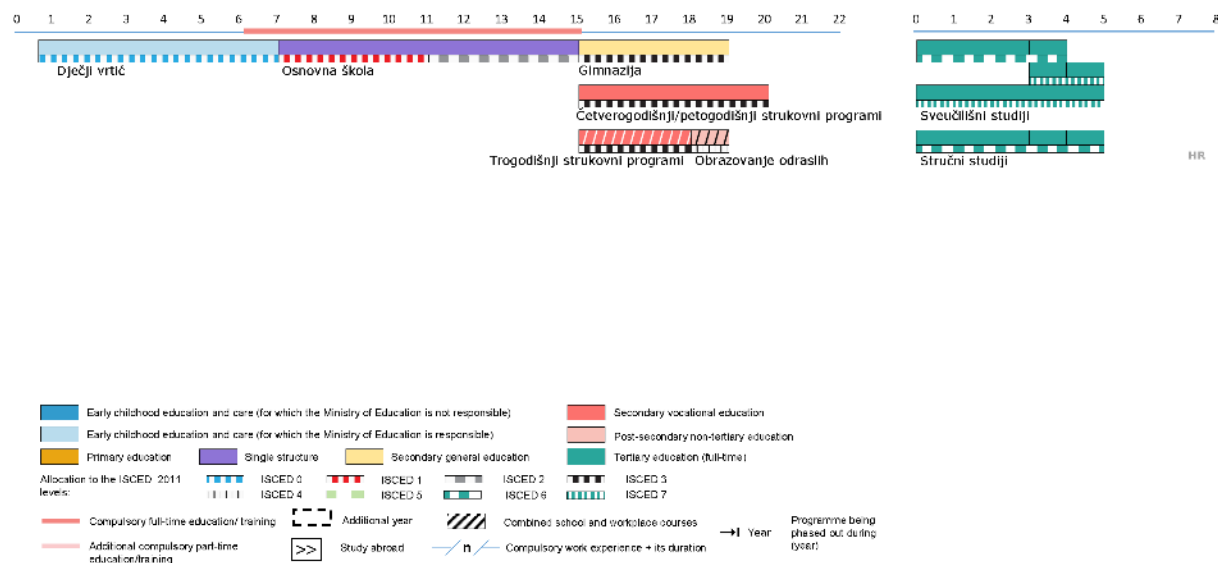 0 1 2 3 4 5 6 7 8 9 10 11 12 13 14 15 16 17 18 19 20 21 22 0 1 2 3 4 5 6 7 8
Dječji vrtić Osnovna škola Gimnazija
Četverogodišnji/petogodišnji strukovni programi Sveučilišni studiji
Trogodišnji strukovni programi Obrazovanje odraslih Stručni studiji HR
Early childhood education and care (for which the Ministry of Education is not responsible) Secondary vocational education
Early childhood education and care (for which the Ministry of Education is responsible) Post-secondary non-tertiary education
Primary education Single structure Secondary general education Tertiary education (full-time)
Allocation to the ISCED 2011 levels: ISCED 0 ISCED 1 ISCED 2 ISCED 3
ISCED 4 ISCED 5 ISCED 6 ISCED 7
Compulsory full-time education/ training Additional year Combined school and workplace courses Year Programme being phased out during (year)
Additional compulsory part-time education/training >> Study abroad n Compulsory work experience + its duration